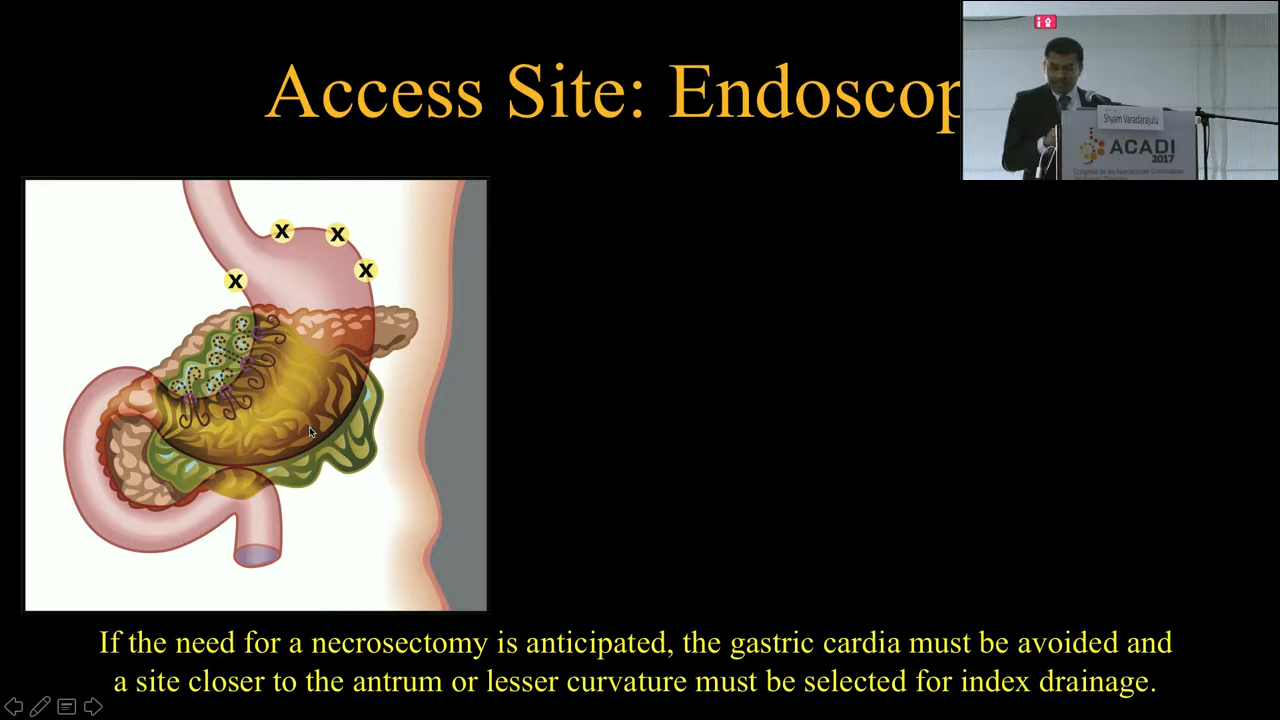 Access Site: Endoscop
Shyam Varadarajulu
ACADI
2017
X
X
X
X
If the need for a necrosectomy is anticipated, the gastric cardia must be avoided and
a site closer to the antrum or lesser curvature must be selected for index drainage.